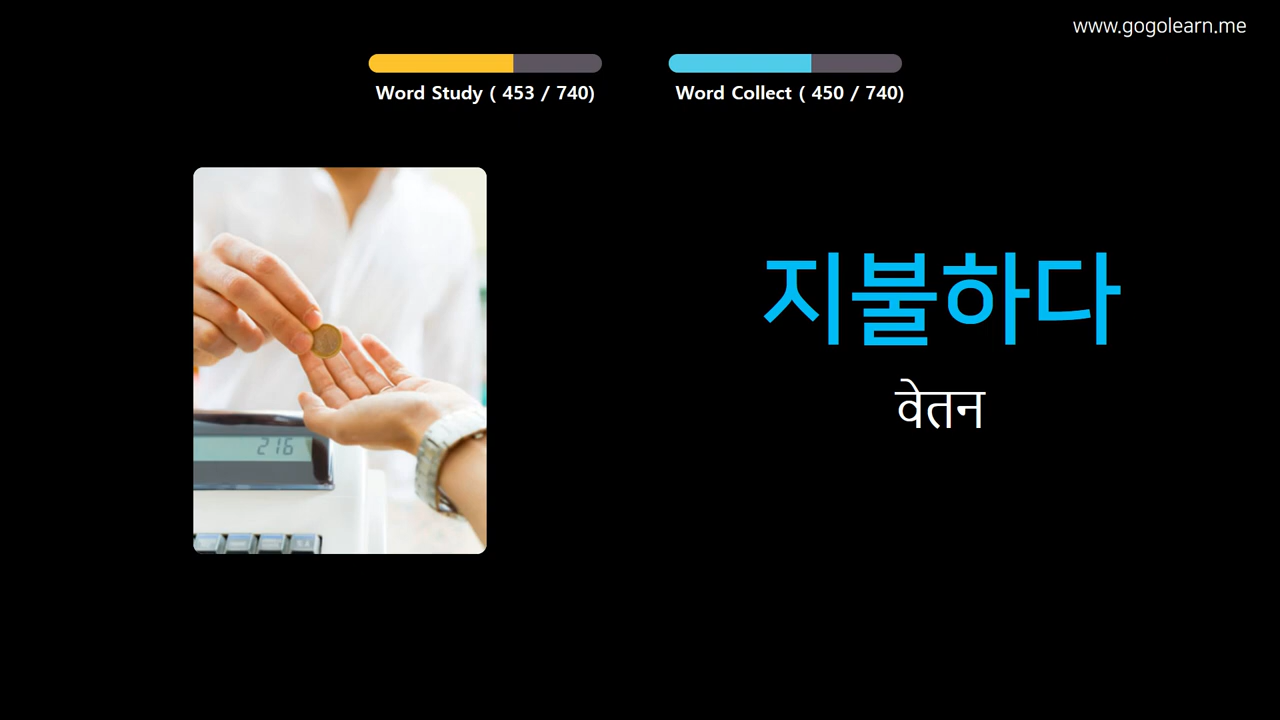 www.gogolearn.me
Word Study ( 453 / 740)
Word Collect ( 450 / 740)
지불하다
वेतन
216